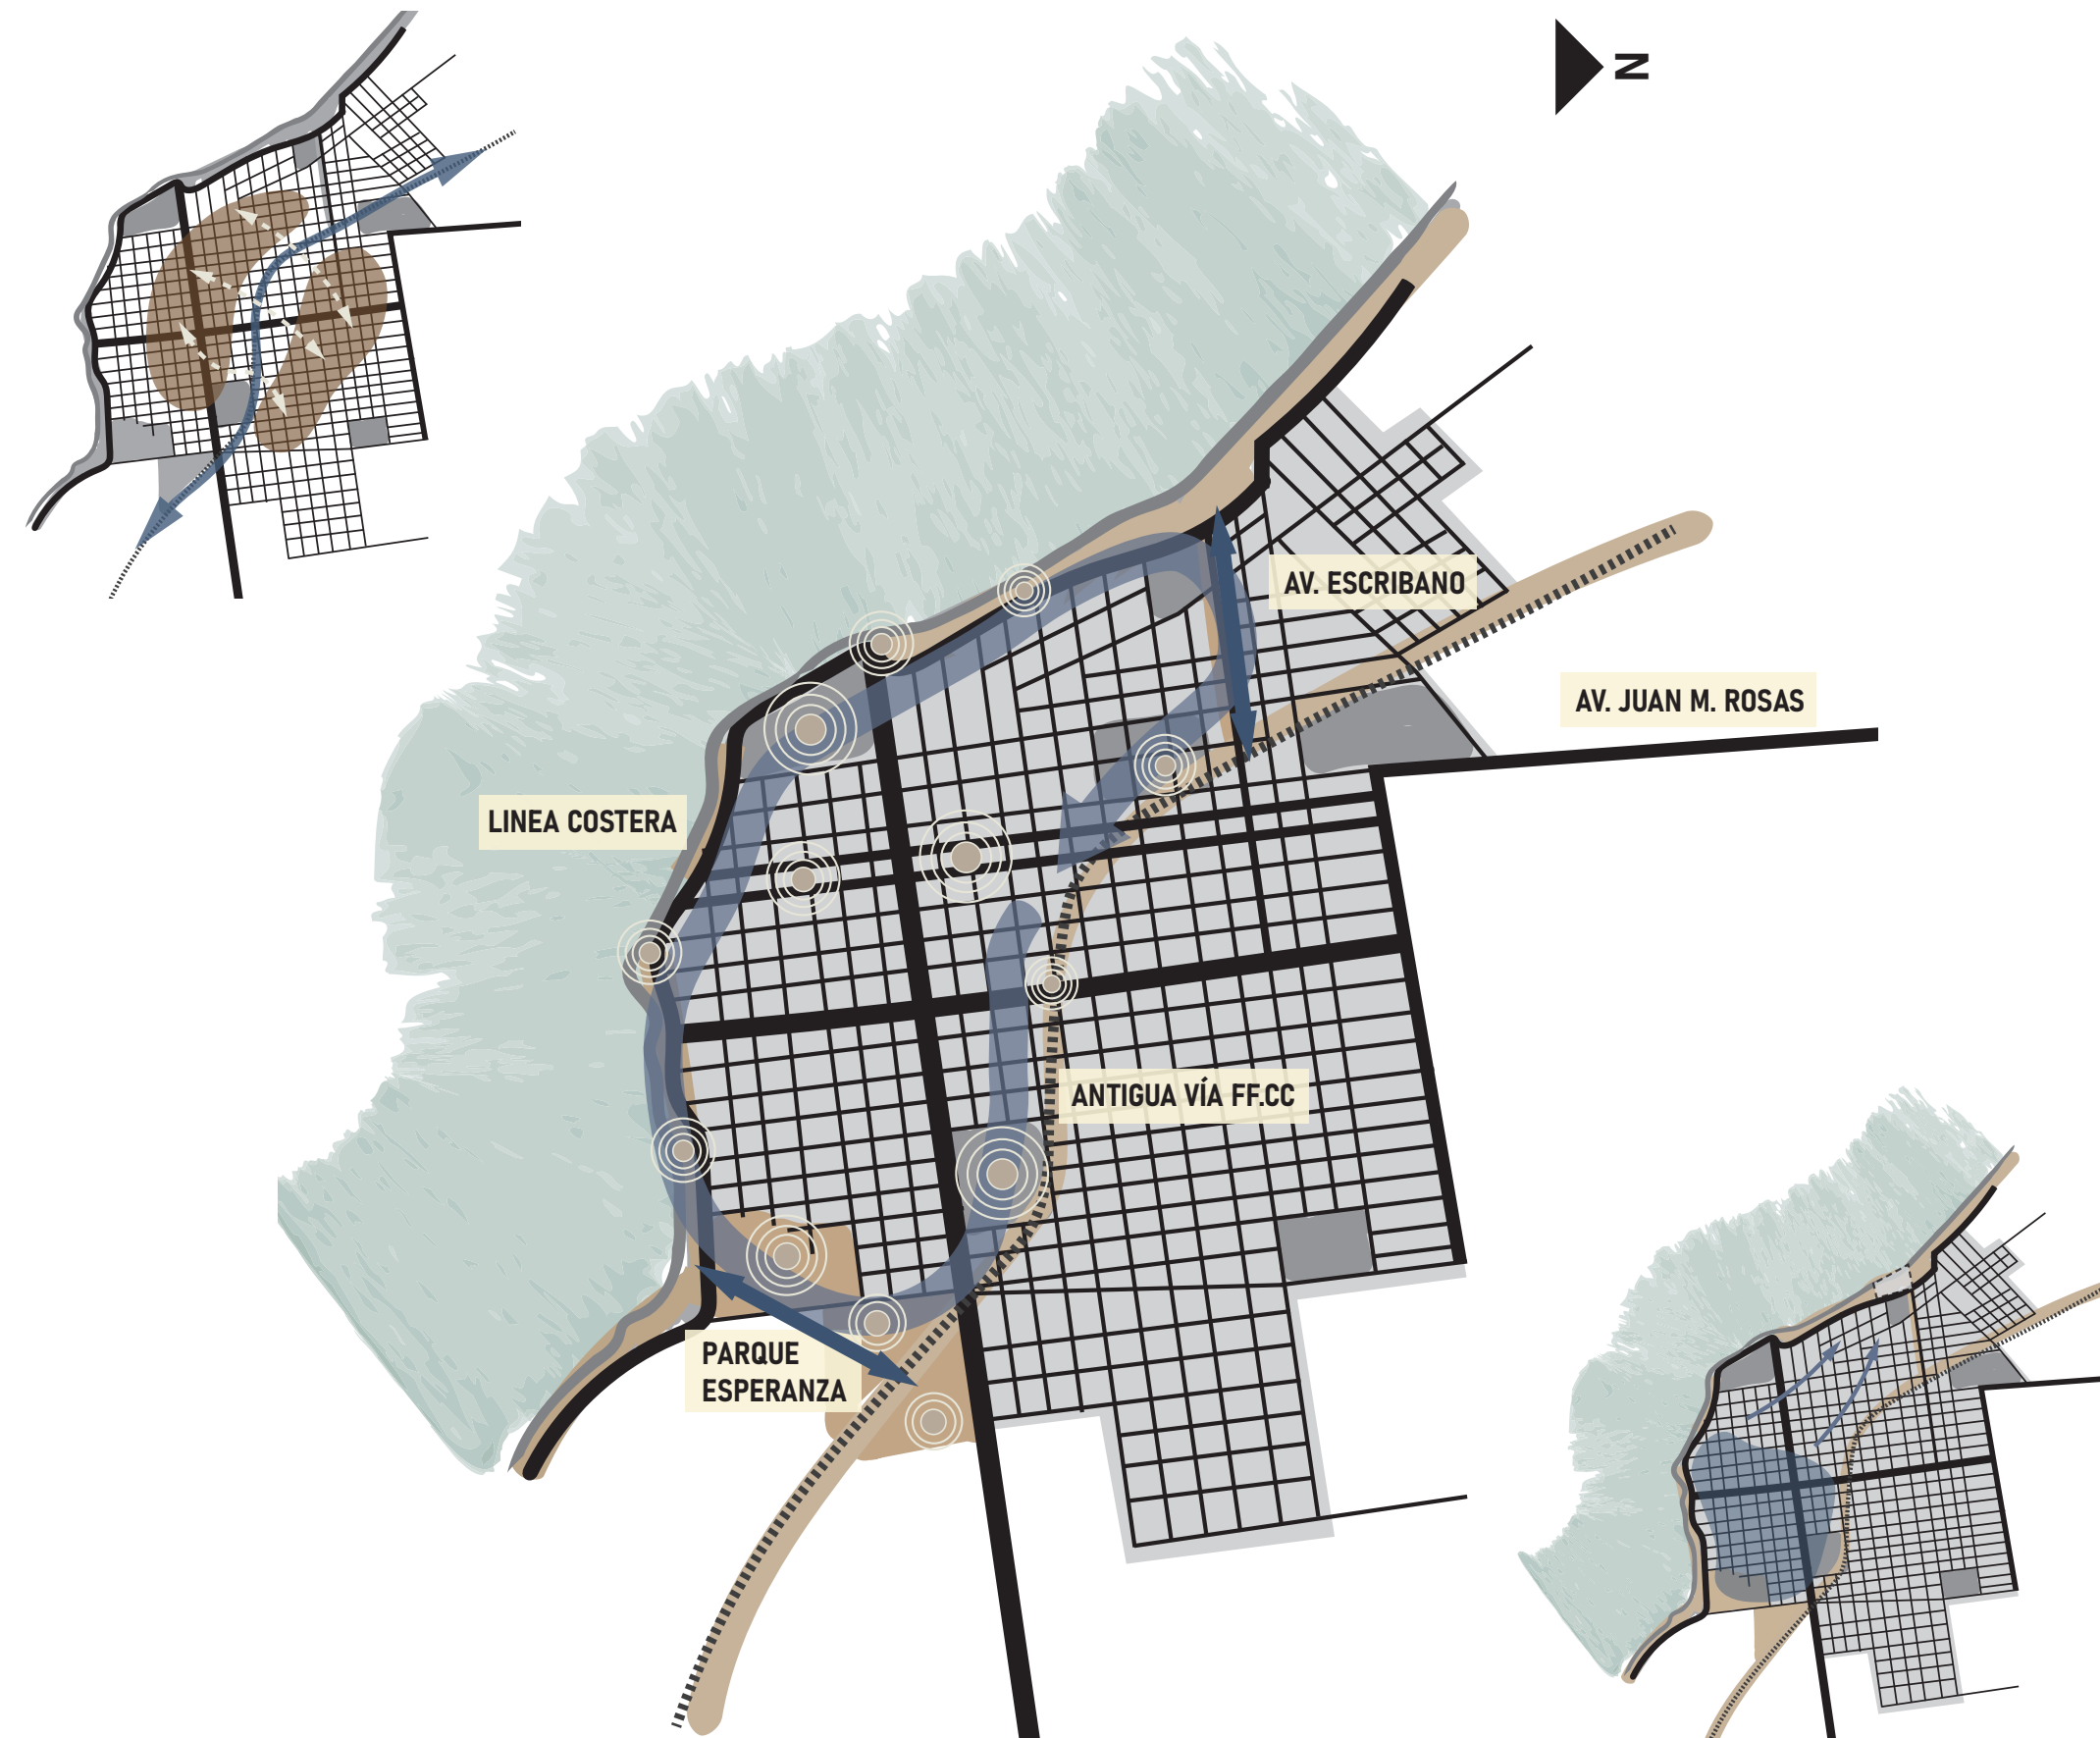 N
AV. ESCRIBANO
AV. JUAN M. ROSAS
LINEA COSTERA
ANTIGUA VÍA FF.CC
PARQUE
ESPERANZA